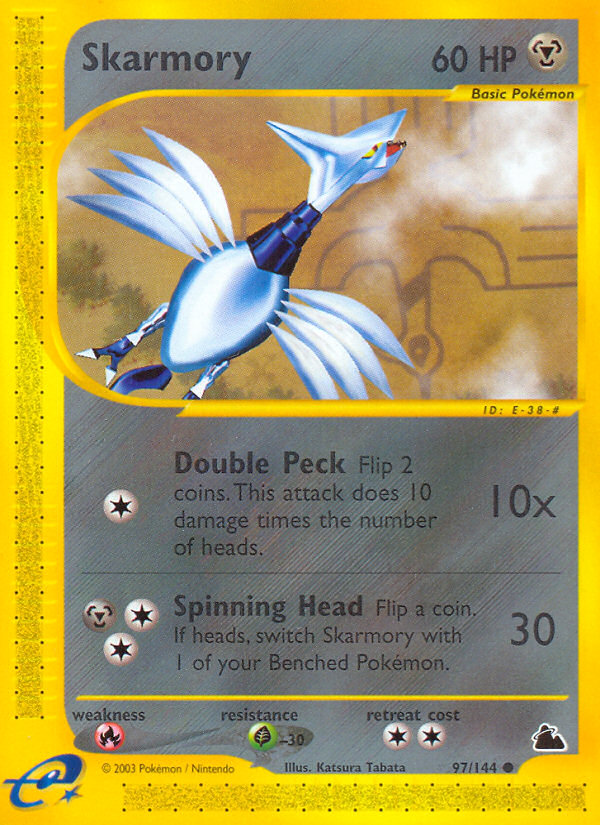 Skarmory 60 HP
Basic Pokémon
ID: E-38-#
Double Peck Flip 2
coins. This attack does 10
damage times the number
of heads.
10x
Spinning Head Flip a coin.
If heads, switch Skarmory with
1 of your Benched Pokémon.
30
weakness resistance retreat cost
-30
© 2003 Pokémon / Nintendo Illus. Katsura Tabata 97/144
e